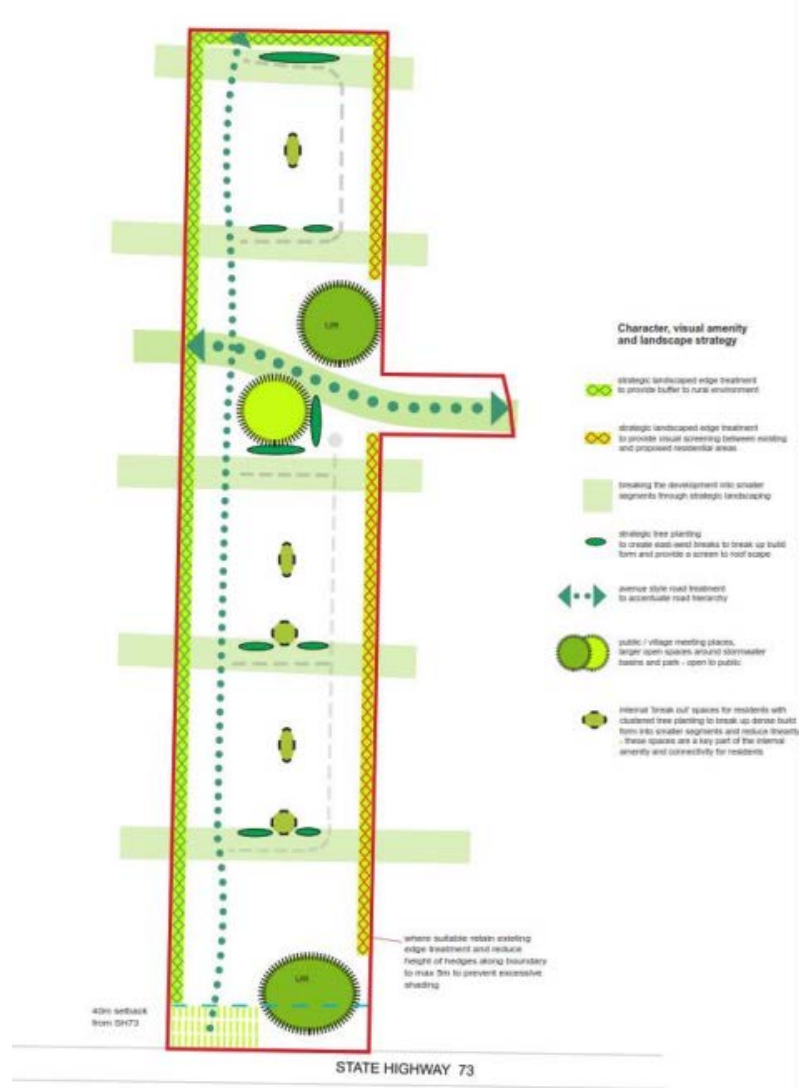 Character, visual amenity
and landscape strategy
strategic landscaped edge treatment
to provide buffer to rural environment
strategic landscaped edge treatment
to provide visual screening between existing
and proposed residential areas
breaking the development into smaller
segments through strategic landscaping
strategic tree planting
to create east-west breaks to break up build
form and provide a screen to roof scape
avenue style road treatment
to accentuate road hierarchy
public / village meeting places,
larger open spaces around stormwater
basins and park - open to public
internal 'break out' spaces for residents with
clustered tree planting to break up dense build
form into smaller segments and reduce linearity
- these spaces are a key part of the internal
amenity and connectivity for residents
where suitable retain existing
edge treatment and reduce
height of hedges along boundary
to max 5m to prevent excessive
shading
40m setback
from SH73
STATE HIGHWAY 73